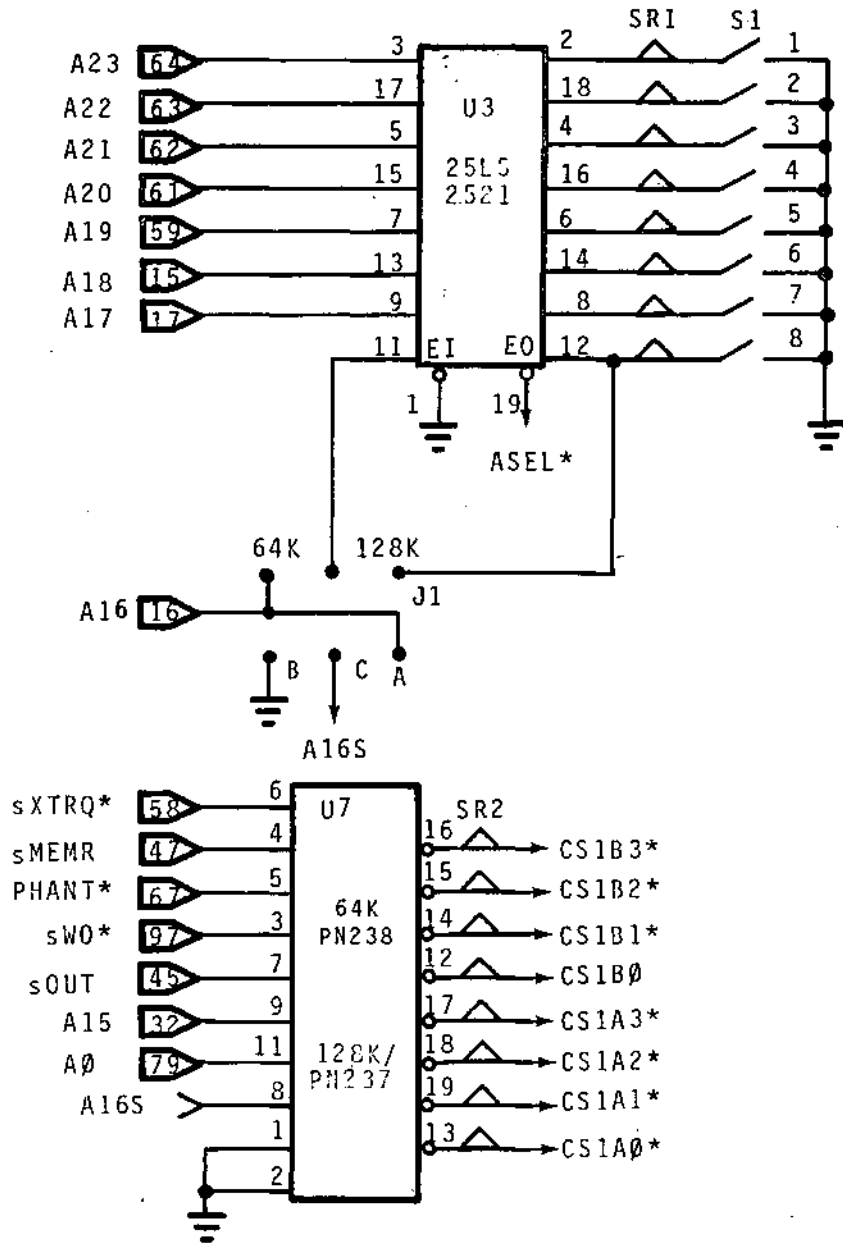 SRI S1
A23 64 3 2 1
A22 63 17 18 2
U3
A21 62 5 4 3
25LS
A20 61 15 16 4
2521
A19 59 7 6 5
A18 15 13 14 6
A17 17 9 8 7
11 EI EO 12 8
1 19
ASEL*
64K 128K
J1
A16 16
B C A
A16S
sXTRQ* 58 6 U7 SR2
sMEMR 47 4 16 CS1B3*
PHANT* 67 5 15 CS1B2*
64K
sWO* 97 3 PN238 14 CS1B1*
sOUT 45 7 12 CS1BØ
A15 32 9 17 CS1A3*
AØ 79 11 128K/ 18 CS1A2*
PN237
A16S 8 19 CS1A1*
1 13 CS1AØ*
2